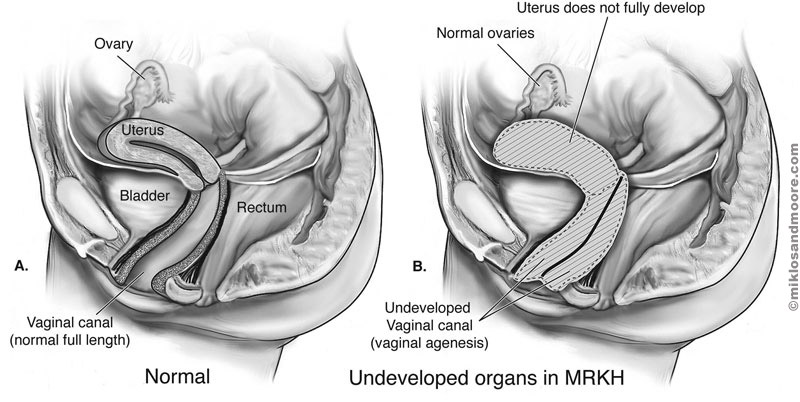 Uterus does not fully develop
Ovary
Normal ovaries
Uterus
Bladder
Rectum
A.
B.
Vaginal canal
(normal full length)
Undeveloped
Vaginal canal
(vaginal agenesis)
Normal
Undeveloped organs in MRKH
©miklosandmoore.com